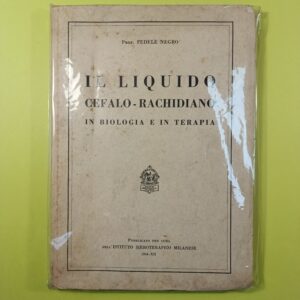 Prof. FEDELE NEGRO
IL LIQUIDO
CEFALO-RACHIDIANO
IN BIOLOGIA E IN TERAPIA
Pubblicato per cura
dell'ISTITUTO SIEROTERAPICO MILANESE